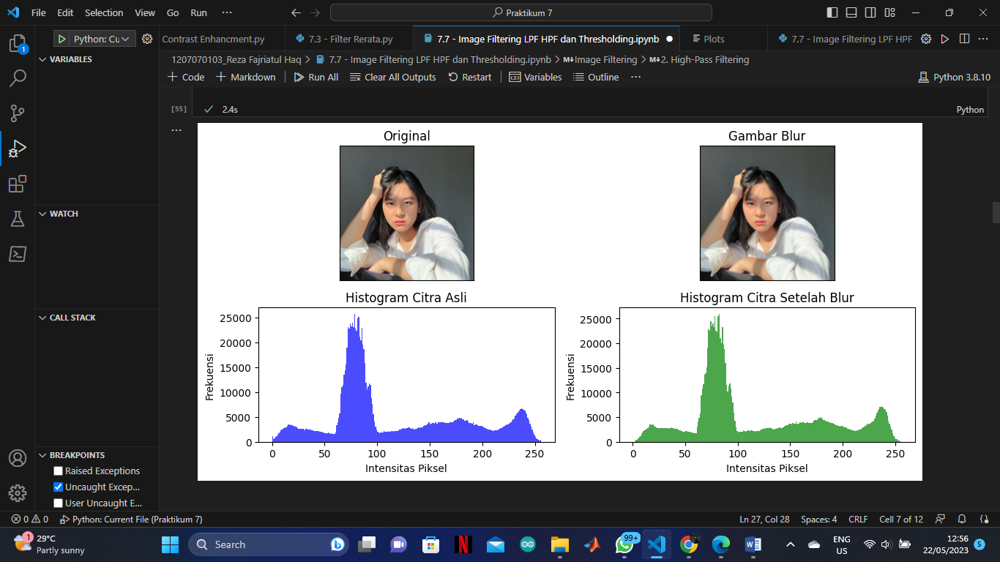 File Edit Selection View Go Run ··· Praktikum 7
1 Python: Cu Contrast Enhancment.py 7.3 - Filter Rerata.py 7.7 - Image Filtering LPF HPF dan Thresholding.ipynb Plots 7.7 - Image Filtering LPF HPF ···
VARIABLES
1207070103_Reza Fajriatul Haq > 7.7 - Image Filtering LPF HPF dan Thresholding.ipynb > M↓Image Filtering > M↓2. High-Pass Filtering
+ Code + Markdown Run All Clear All Outputs Restart Variables Outline ··· Python 3.8.10
[55] 2.4s Python
···
Original
Gambar Blur
WATCH
CALL STACK
Histogram Citra Asli
25000
20000
15000
10000
5000
0
Frekuensi
0 50 100 150 200 250
Intensitas Piksel
Histogram Citra Setelah Blur
25000
20000
15000
10000
5000
0
Frekuensi
0 50 100 150 200 250
Intensitas Piksel
BREAKPOINTS
Raised Exceptions
Uncaught Excep...
User Uncaught E...
0 0 Python: Current File (Praktikum 7) Ln 27, Col 28 Spaces: 4 CRLF Cell 7 of 12
1 29°C
Partly sunny
Search
99+
ENG
US
12:56
22/05/2023
5